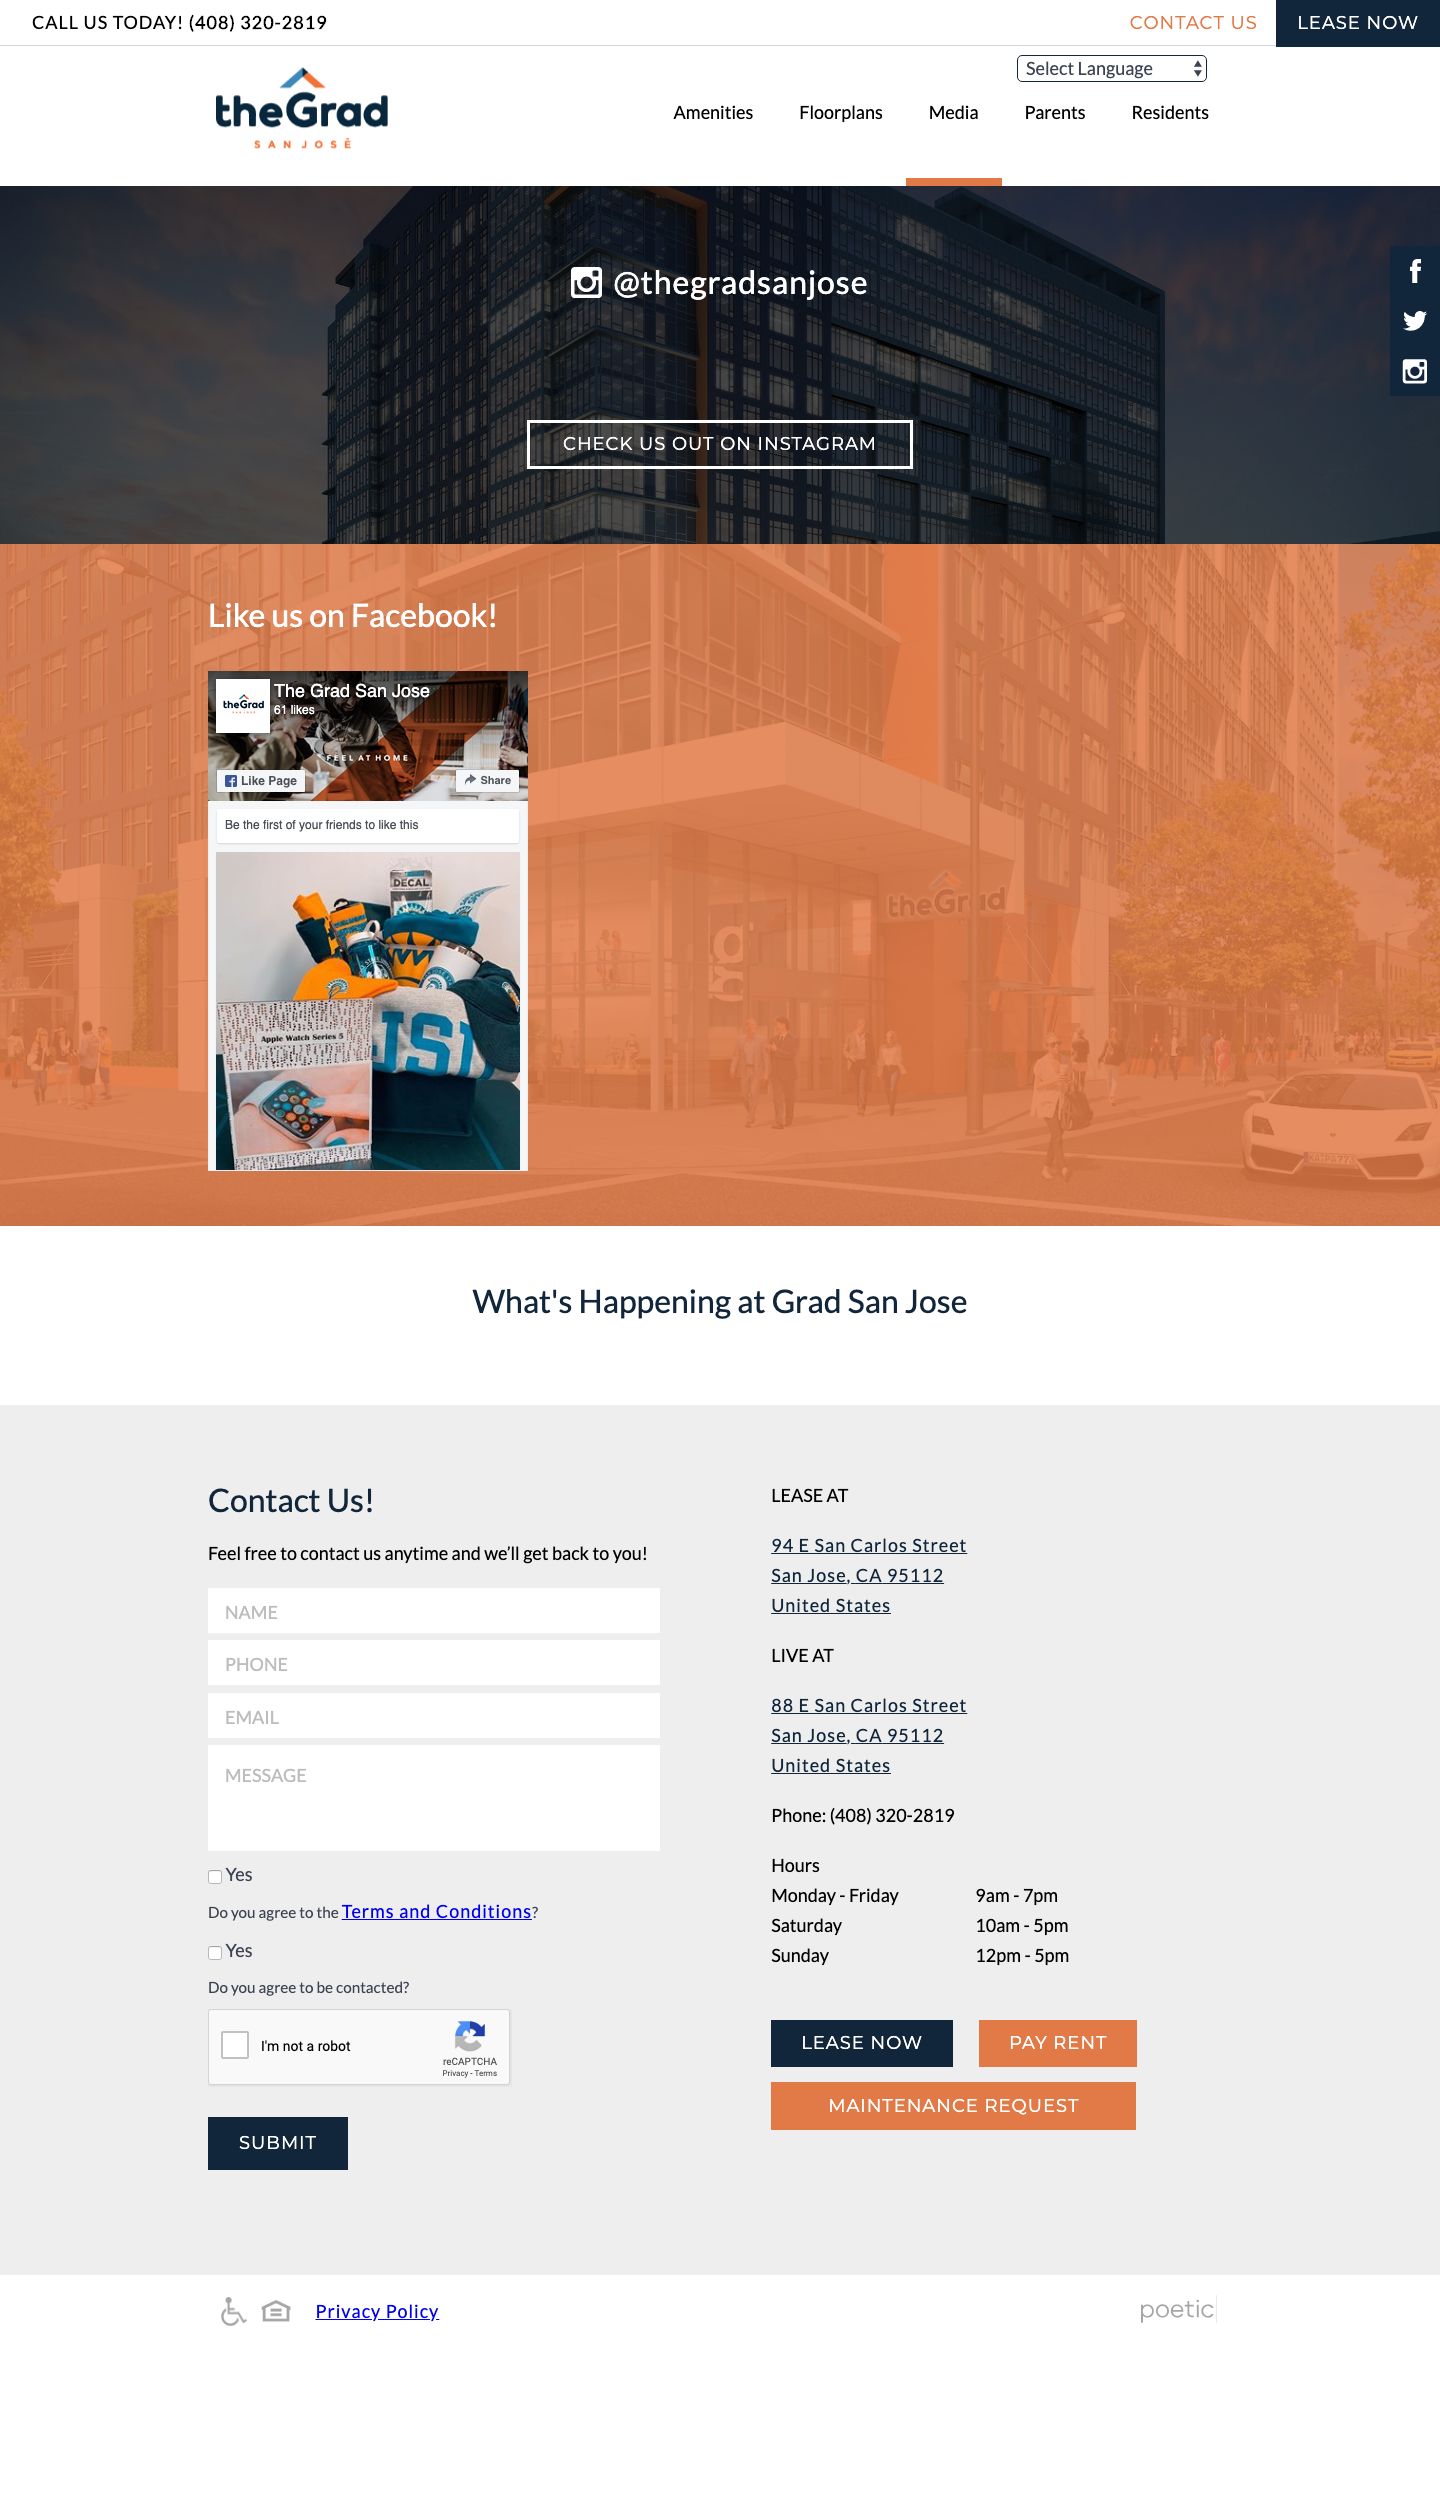 CALL US TODAY! (408) 320-2819
CONTACT US
LEASE NOW
Select Language
theGrad
SAN JOSÉ
Amenities
Floorplans
Media
Parents
Residents
@thegradsanjose
CHECK US OUT ON INSTAGRAM
Like us on Facebook!
theGrad
The Grad San Jose
61 likes
FEEL AT HOME
Like Page
Share
Be the first of your friends to like this
DECAL
Apple Watch Series 5
theGrad
What's Happening at Grad San Jose
Contact Us!
Feel free to contact us anytime and we’ll get back to you!
NAME
PHONE
EMAIL
MESSAGE
Yes
Do you agree to the Terms and Conditions?
Yes
Do you agree to be contacted?
I'm not a robot
reCAPTCHA
Privacy - Terms
SUBMIT
LEASE AT
94 E San Carlos Street
San Jose, CA 95112
United States
LIVE AT
88 E San Carlos Street
San Jose, CA 95112
United States
Phone: (408) 320-2819
Hours
Monday - Friday 9am - 7pm
Saturday 10am - 5pm
Sunday 12pm - 5pm
LEASE NOW
PAY RENT
MAINTENANCE REQUEST
Privacy Policy
poetic